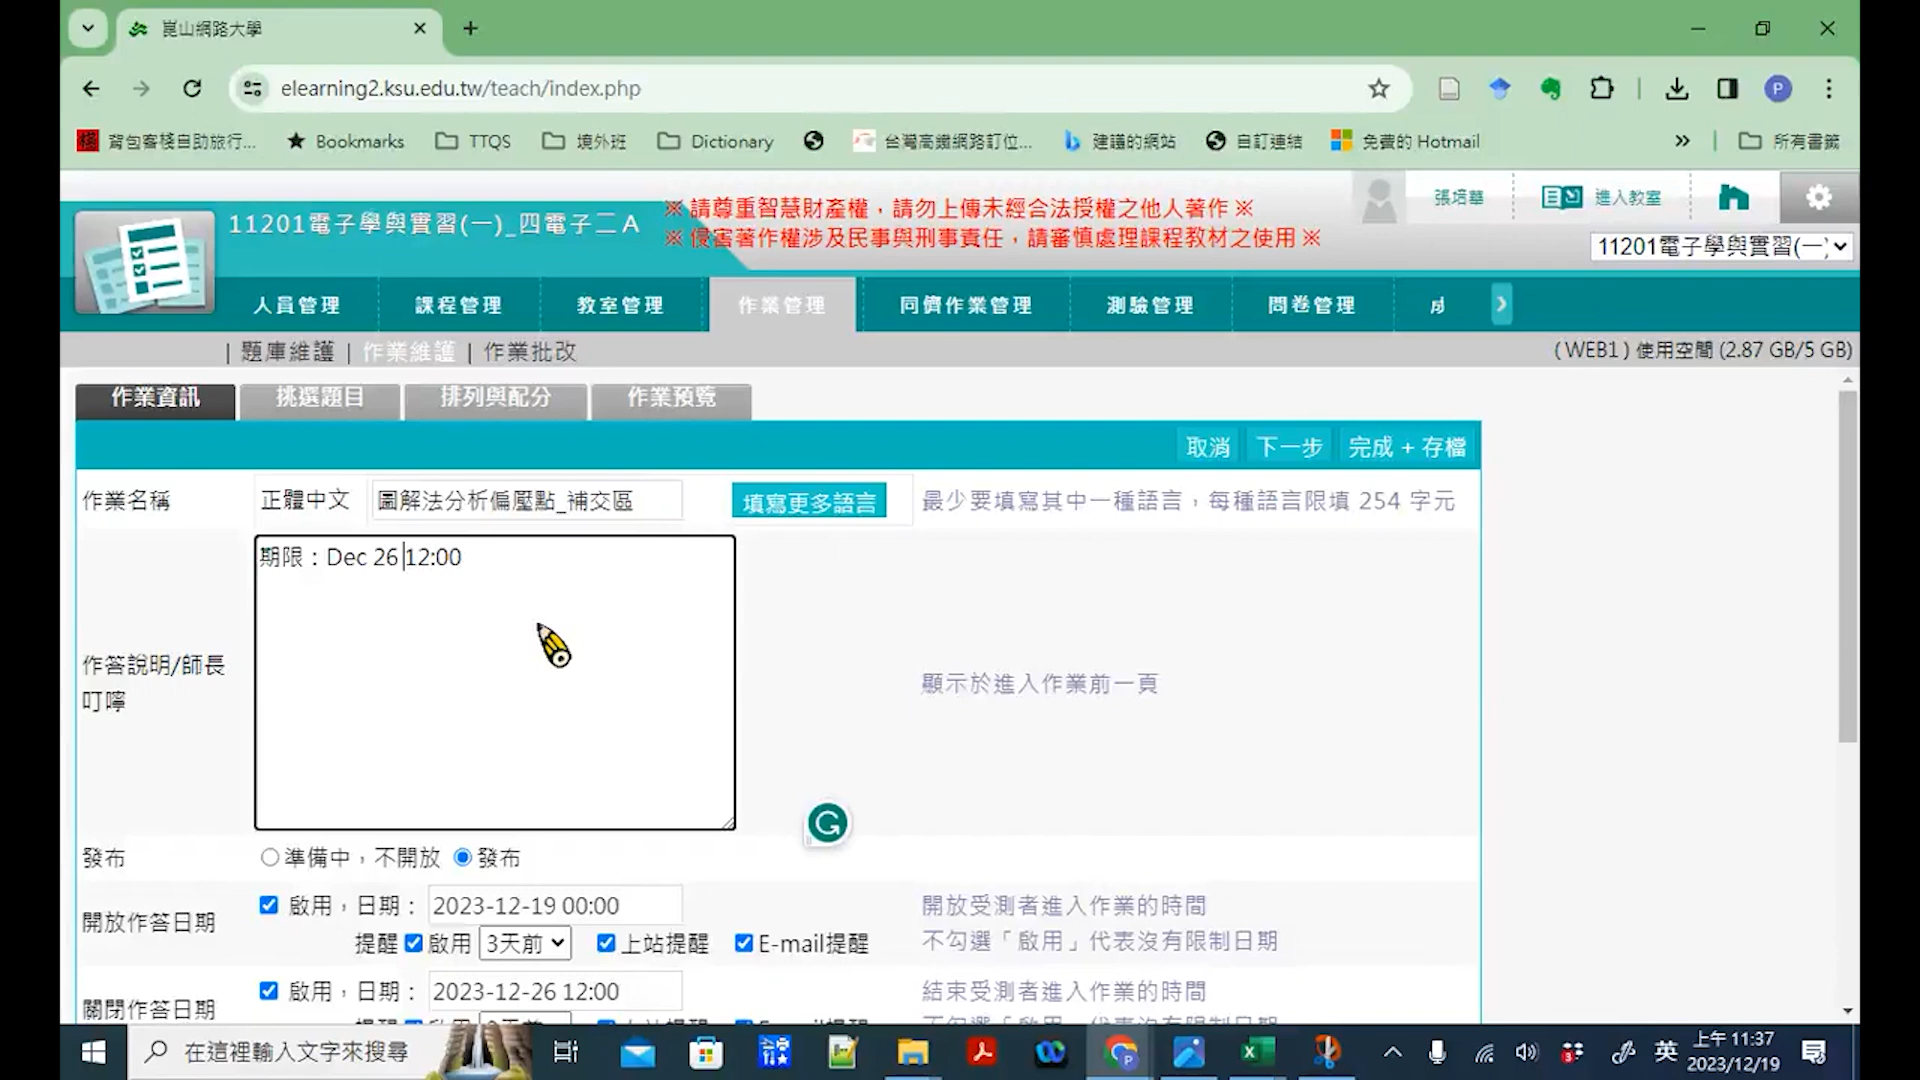 崑山網路大學
elearning2.ksu.edu.tw/teach/index.php
P
背包客棧自助旅行...
Bookmarks
TTQS
境外班
Dictionary
台灣高鐵網路訂位...
建議的網站
自訂連結
免費的 Hotmail
所有書籤
11201電子學與實習(一)_四電子二A
※ 請尊重智慧財產權，請勿上傳未經合法授權之他人著作 ※
※ 侵害著作權涉及民事與刑事責任，請審慎處理課程教材之使用 ※
張培華
進入教室
11201電子學與實習(一)
人員管理
課程管理
教室管理
作業管理
同儕作業管理
測驗管理
問卷管理
| 題庫維護 | 作業維護 | 作業批改
( WEB1 ) 使用空間 (2.87 GB/5 GB)
作業資訊
挑選題目
排列與配分
作業預覽
取消
下一步
完成 + 存檔
作業名稱
正體中文
圖解法分析偏壓點_補交區
填寫更多語言
最少要填寫其中一種語言，每種語言限填 254 字元
期限：Dec 26 12:00
作答說明/師長
叮嚀
顯示於進入作業前一頁
發布
準備中，不開放
發布
開放作答日期
啟用，日期：
2023-12-19 00:00
提醒
啟用
3天前
上站提醒
E-mail提醒
開放受測者進入作業的時間
不勾選「啟用」代表沒有限制日期
關閉作答日期
啟用，日期：
2023-12-26 12:00
結束受測者進入作業的時間
在這裡輸入文字來搜尋
英
上午 11:37
2023/12/19